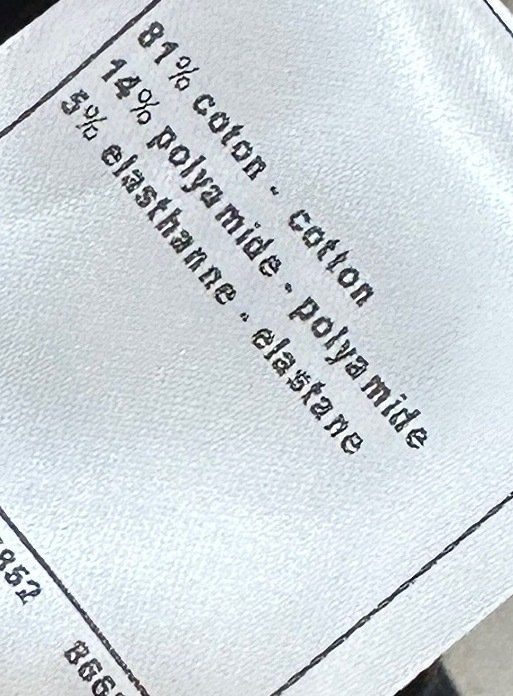 81% coton - cotton
14% polyamide - polyamide
5% elasthanne - elastane